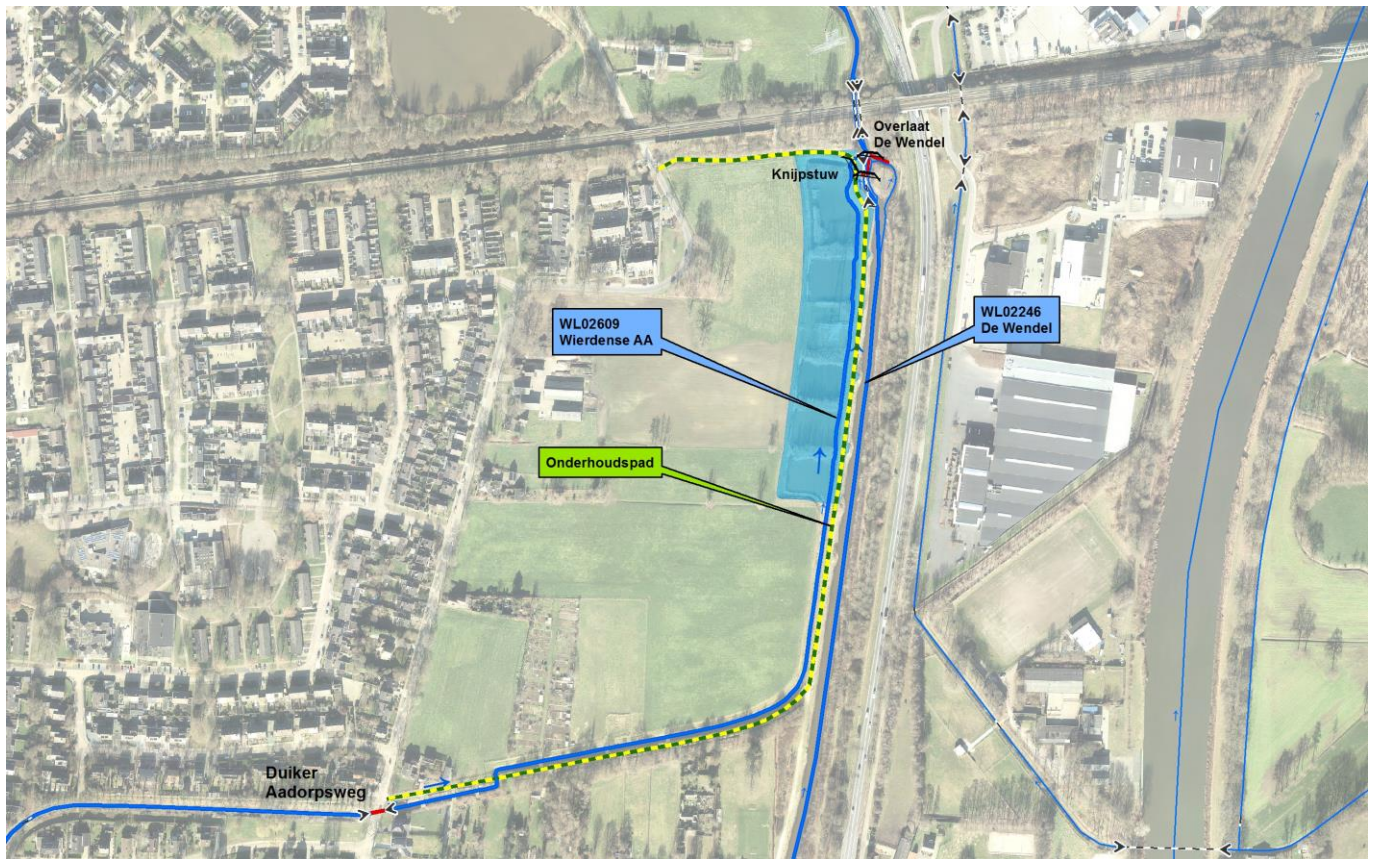 Overlaat
De Wendel
Knijpstuw
WL02609
Wierdense AA
WL02246
De Wendel
Onderhoudspad
Duiker
Aadorpsweg